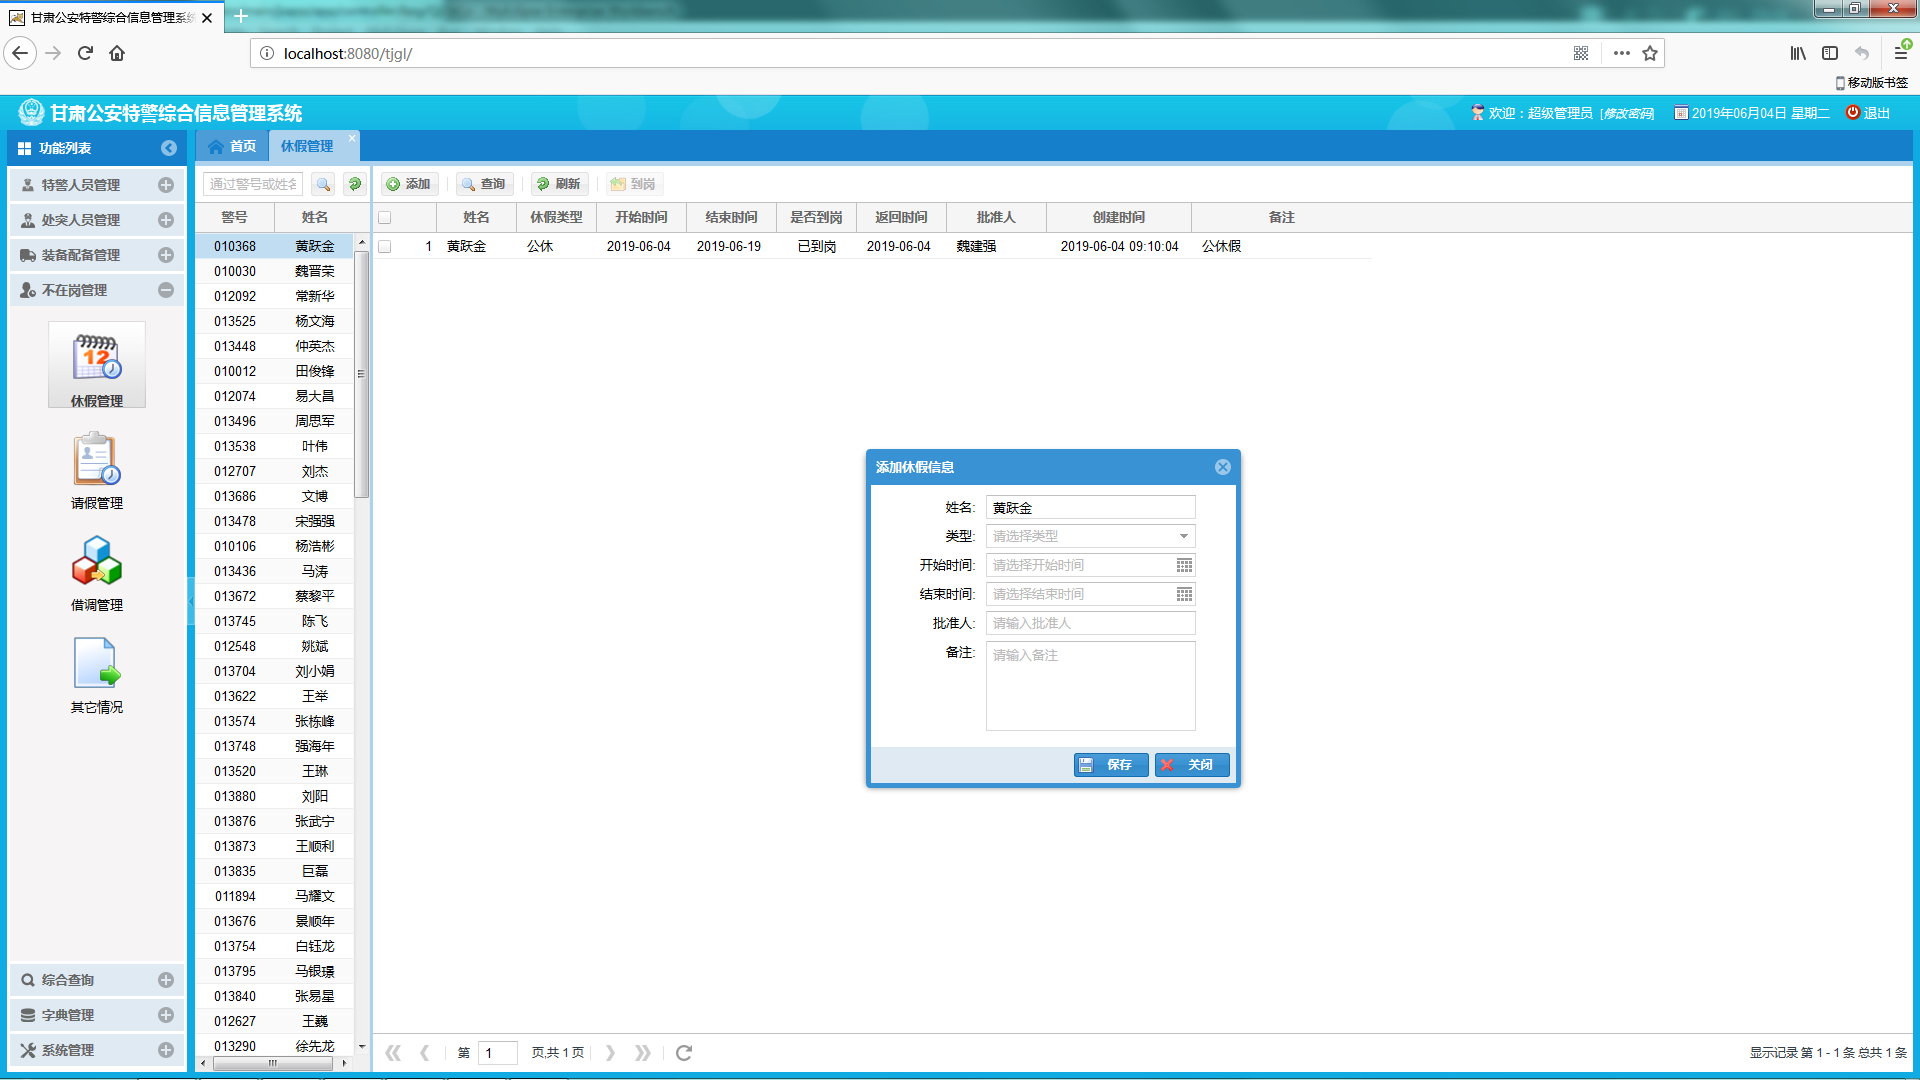 甘肃公安特警综合信息管理系统
localhost:8080/tjgl/
移动版书签
甘肃公安特警综合信息管理系统
欢迎：超级管理员 [修改密码] 2019年06月04日 星期二 退出
功能列表
首页 休假管理
特警人员管理
处突人员管理
装备配备管理
不在岗管理
12
休假管理
请假管理
借调管理
其它情况
综合查询
字典管理
系统管理
通过警号或姓名
添加 查询 刷新 到岗
警号 姓名
010368 黄跃金
010030 魏晋荣
012092 常新华
013525 杨文海
013448 仲英杰
010012 田俊锋
012074 易大昌
013496 周思军
013538 叶伟
012707 刘杰
013686 文博
013478 宋强强
010106 杨浩彬
013436 马涛
013672 蔡黎平
013745 陈飞
012548 姚斌
013704 刘小娟
013622 王举
013574 张栋峰
013748 强海年
013520 王琳
013880 刘阳
013876 张武宁
013873 王顺利
013835 巨磊
011894 马耀文
013676 景顺年
013754 白钰龙
013795 马银璟
013840 张易星
012627 王巍
013290 徐先龙
姓名 休假类型 开始时间 结束时间 是否到岗 返回时间 批准人 创建时间 备注
1 黄跃金 公休 2019-06-04 2019-06-19 已到岗 2019-06-04 魏建强 2019-06-04 09:10:04 公休假
添加休假信息
姓名: 黄跃金
类型: 请选择类型
开始时间: 请选择开始时间
结束时间: 请选择结束时间
批准人: 请输入批准人
备注: 请输入备注
保存 关闭
第 1 页,共 1 页
显示记录 第 1 - 1 条 总共 1 条